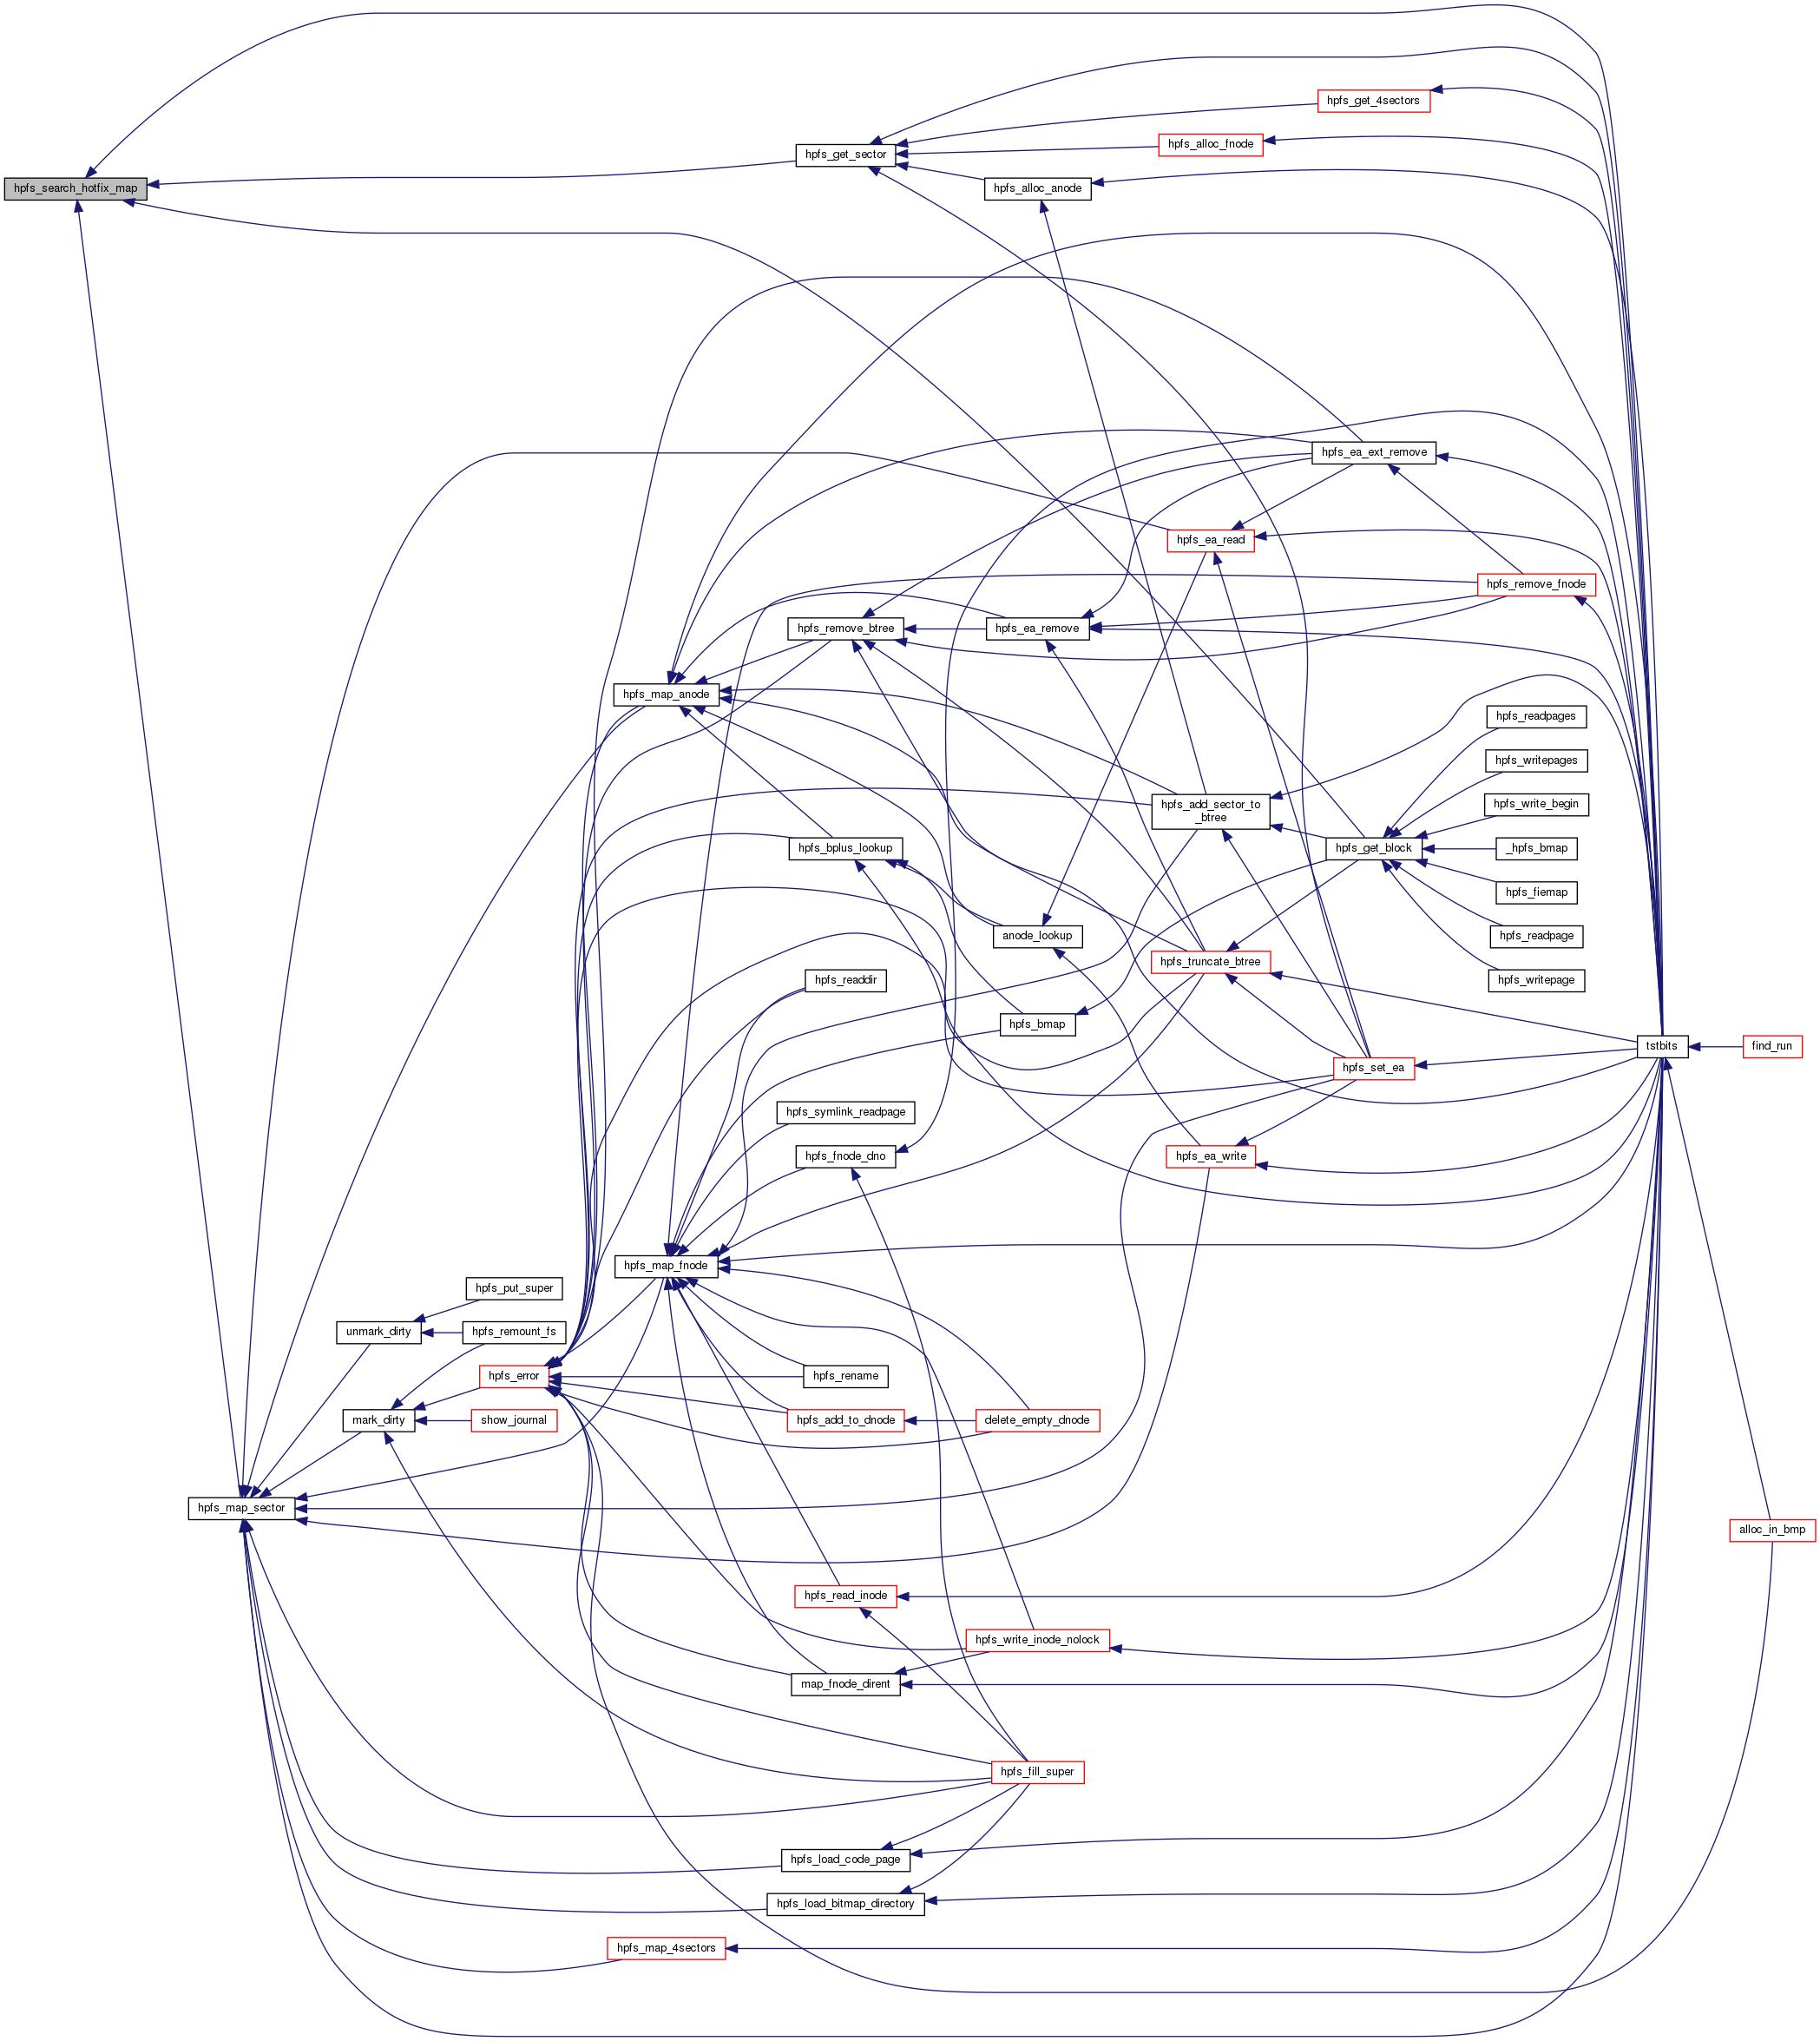 hpfs_get_4sectors
hpfs_alloc_fnode
hpfs_get_sector
hpfs_search_hotfix_map
hpfs_alloc_anode
hpfs_ea_ext_remove
hpfs_ea_read
hpfs_remove_fnode
hpfs_remove_btree
hpfs_ea_remove
hpfs_map_anode
hpfs_readpages
hpfs_writepages
hpfs_add_sector_to
_btree
hpfs_write_begin
hpfs_bplus_lookup
hpfs_get_block
_hpfs_bmap
hpfs_fiemap
anode_lookup
hpfs_readpage
hpfs_truncate_btree
hpfs_readdir
hpfs_writepage
hpfs_bmap
tstbits
find_run
hpfs_set_ea
hpfs_symlink_readpage
hpfs_fnode_dno
hpfs_ea_write
hpfs_map_fnode
hpfs_put_super
unmark_dirty
hpfs_remount_fs
hpfs_error
hpfs_rename
mark_dirty
show_journal
hpfs_add_to_dnode
delete_empty_dnode
hpfs_map_sector
alloc_in_bmp
hpfs_read_inode
hpfs_write_inode_nolock
map_fnode_dirent
hpfs_fill_super
hpfs_load_code_page
hpfs_load_bitmap_directory
hpfs_map_4sectors